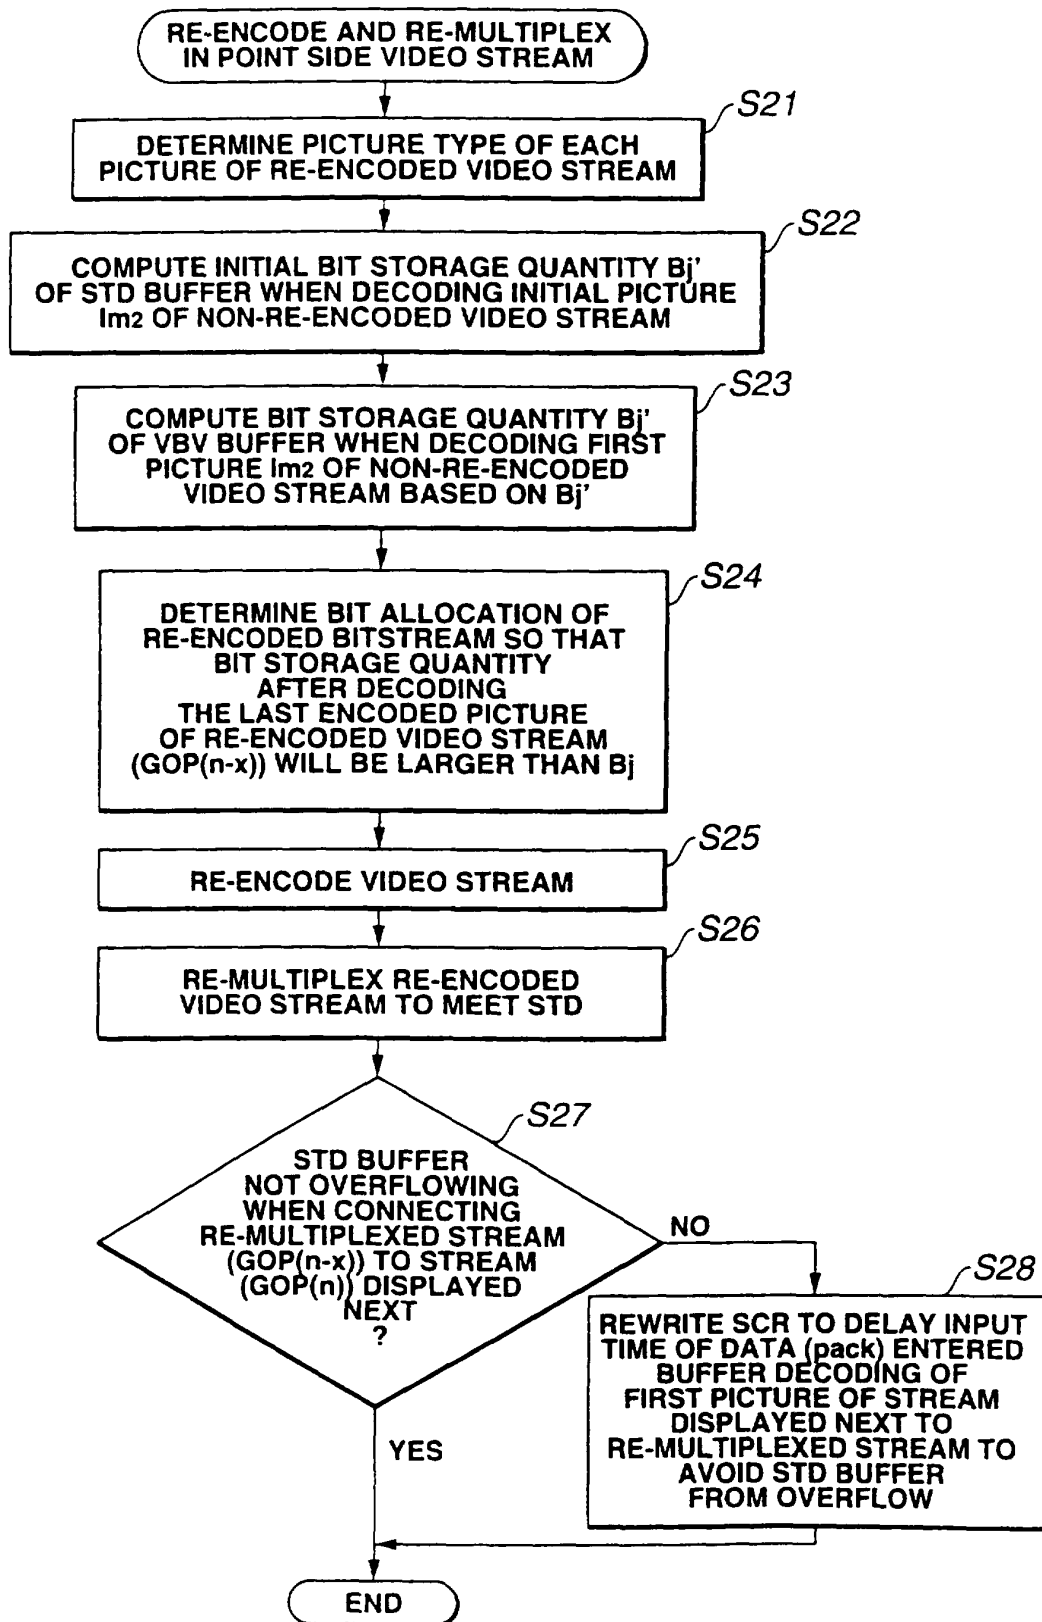 RE-ENCODE AND RE-MULTIPLEX
IN POINT SIDE VIDEO STREAM
S21
DETERMINE PICTURE TYPE OF EACH
PICTURE OF RE-ENCODED VIDEO STREAM
S22
COMPUTE INITIAL BIT STORAGE QUANTITY Bj'
OF STD BUFFER WHEN DECODING INITIAL PICTURE
Im2 OF NON-RE-ENCODED VIDEO STREAM
S23
COMPUTE BIT STORAGE QUANTITY Bj'
OF VBV BUFFER WHEN DECODING FIRST
PICTURE Im2 OF NON-RE-ENCODED
VIDEO STREAM BASED ON Bj'
S24
DETERMINE BIT ALLOCATION OF
RE-ENCODED BITSTREAM SO THAT
BIT STORAGE QUANTITY
AFTER DECODING
THE LAST ENCODED PICTURE
OF RE-ENCODED VIDEO STREAM
(GOP(n-x)) WILL BE LARGER THAN Bj
S25
RE-ENCODE VIDEO STREAM
S26
RE-MULTIPLEX RE-ENCODED
VIDEO STREAM TO MEET STD
S27
STD BUFFER
NOT OVERFLOWING
WHEN CONNECTING
RE-MULTIPLEXED STREAM
(GOP(n-x)) TO STREAM
(GOP(n)) DISPLAYED
NEXT
?
NO
S28
REWRITE SCR TO DELAY INPUT
TIME OF DATA (pack) ENTERED
BUFFER DECODING OF
FIRST PICTURE OF STREAM
DISPLAYED NEXT TO
RE-MULTIPLEXED STREAM TO
AVOID STD BUFFER
FROM OVERFLOW
YES
END